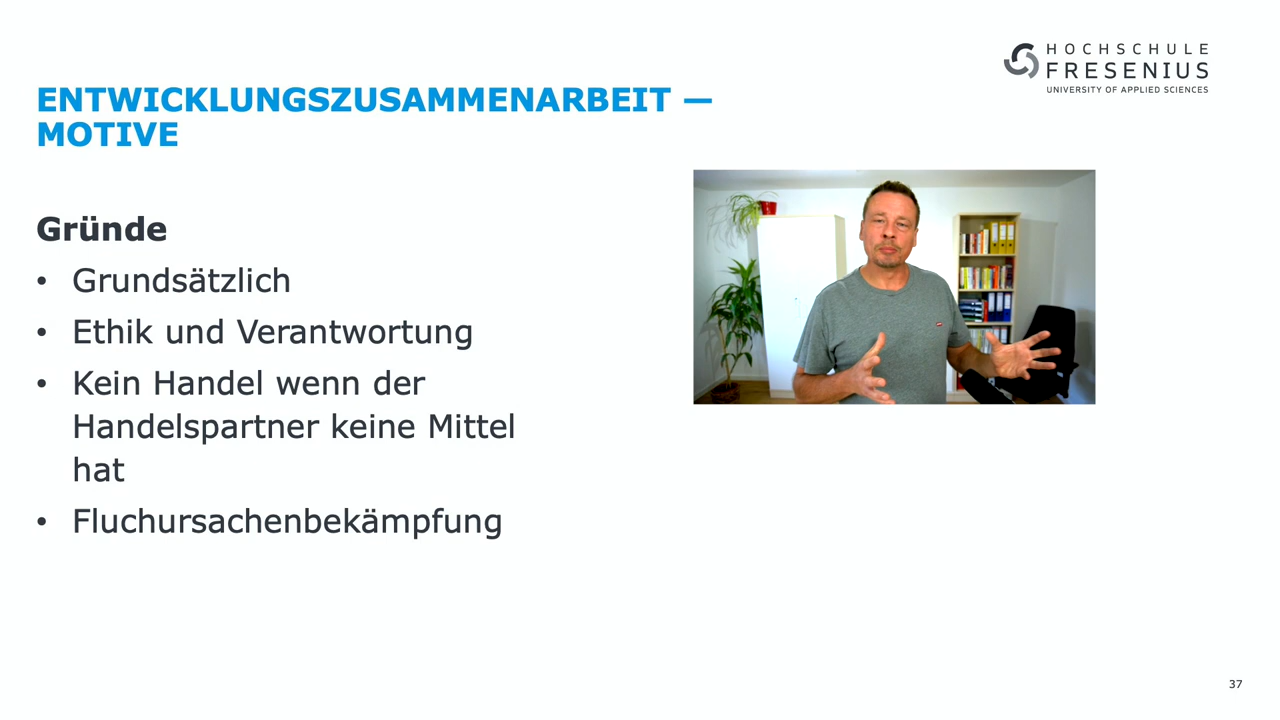 HOCHSCHULE
FRESENIUS
UNIVERSITY OF APPLIED SCIENCES
ENTWICKLUNGSZUSAMMENARBEIT —
MOTIVE
Gründe
• Grundsätzlich
• Ethik und Verantwortung
• Kein Handel wenn der
Handelspartner keine Mittel
hat
• Fluchursachenbekämpfung
37